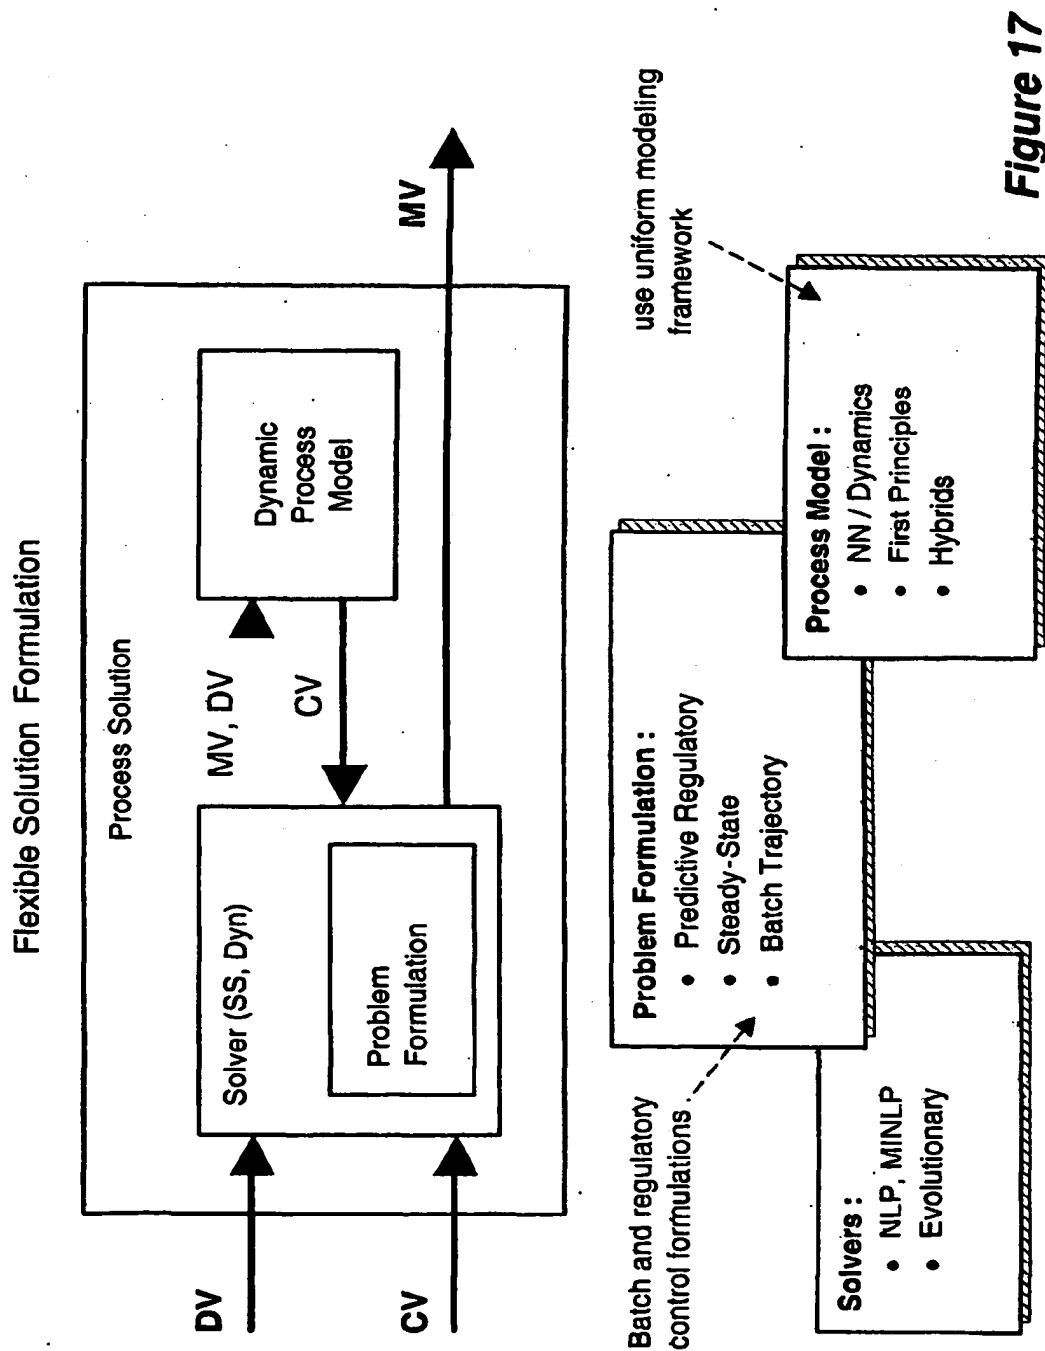 Flexible Solution Formulation
Process Solution
DV
CV
Solver (SS, Dyn)
Problem
Formulation
MV, DV
CV
Dynamic
Process
Model
MV
Batch and regulatory
control formulations
Solvers :
• NLP, MINLP
• Evolutionary
Problem Formulation :
• Predictive Regulatory
• Steady-State
• Batch Trajectory
Process Model :
• NN / Dynamics
• First Principles
• Hybrids
use uniform modeling
framework
Figure 17